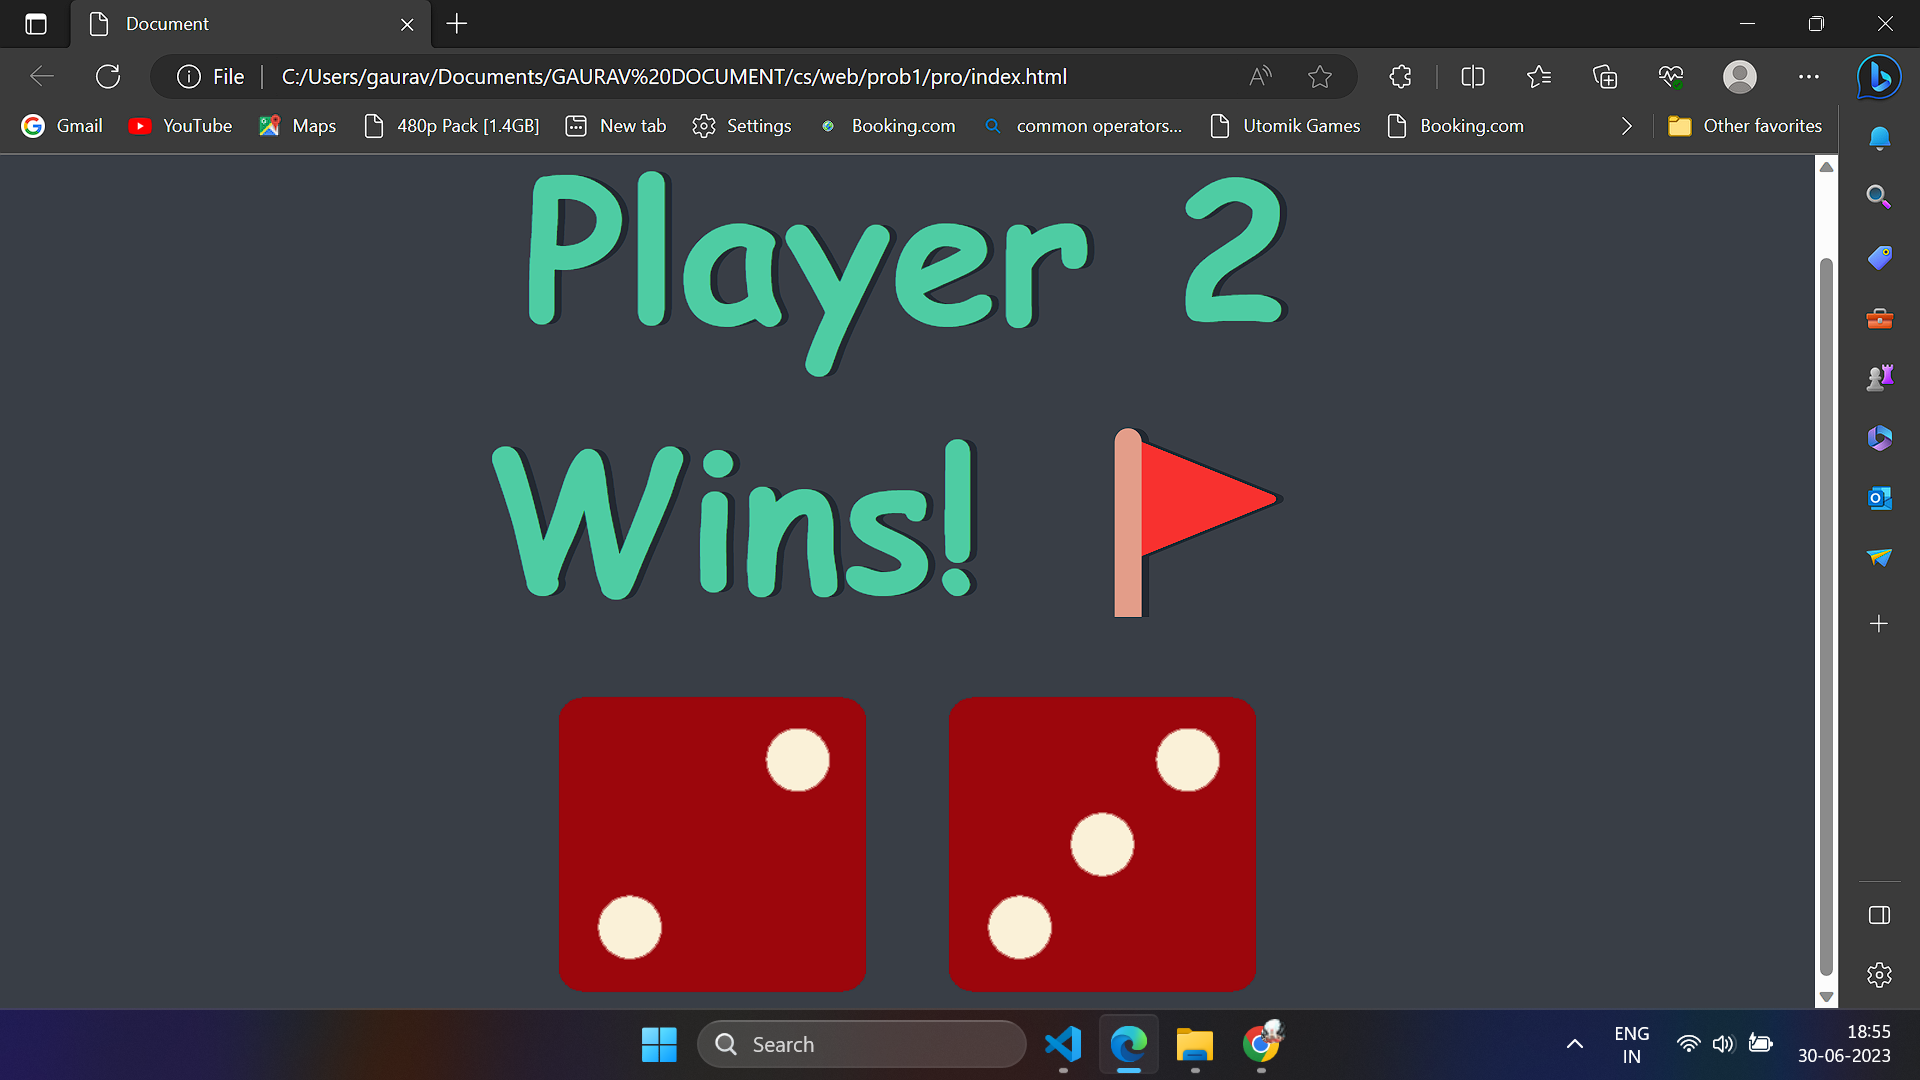 Document
File
C:/Users/gaurav/Documents/GAURAV%20DOCUMENT/cs/web/prob1/pro/index.html
Gmail
YouTube
Maps
480p Pack [1.4GB]
New tab
Settings
Booking.com
common operators...
Utomik Games
Booking.com
Other favorites
Player 2
Wins!
Search
ENG
IN
18:55
30-06-2023